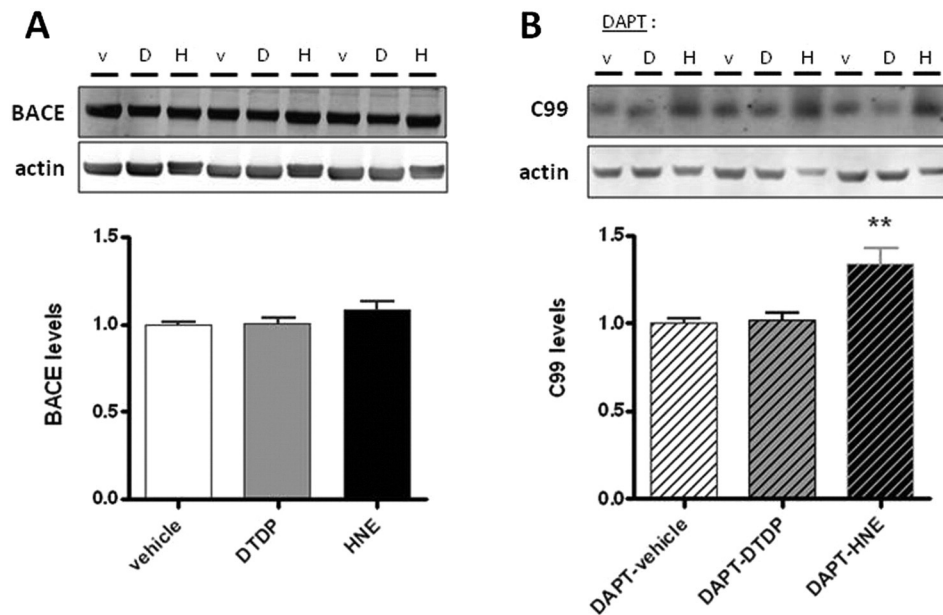 A
v D H v D H v D H
BACE
actin
1.5
1.0
0.5
0.0
BACE levels
vehicle
DTDP
HNE
B
DAPT :
v D H v D H v D H
C99
actin
**
1.5
1.0
0.5
0.0
C99 levels
DAPT-vehicle
DAPT-DTDP
DAPT-HNE